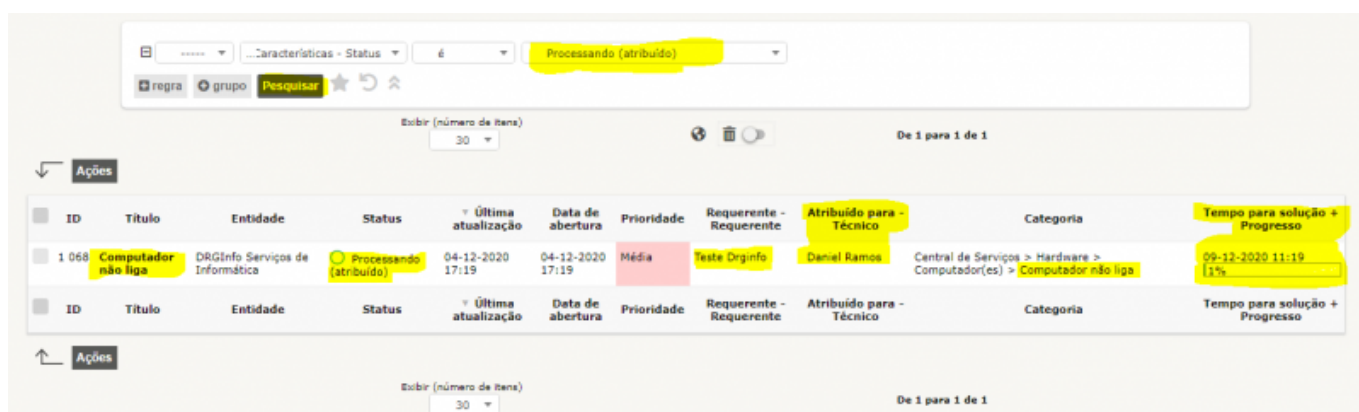 ----- ...Características - Status é Processando (atribuído)
regra grupo Pesquisar
Exibir (número de itens)
30 De 1 para 1 de 1
Ações
ID Título Entidade Status Última atualização Data de abertura Prioridade Requerente - Requerente Atribuído para - Técnico Categoria Tempo para solução + Progresso
1 068 Computador não liga DRGInfo Serviços de Informática Processando (atribuído) 04-12-2020 17:19 04-12-2020 17:19 Média Teste Drginfo Daniel Ramos Central de Serviços > Hardware > Computador(es) > Computador não liga 09-12-2020 11:19 1%
ID Título Entidade Status Última atualização Data de abertura Prioridade Requerente - Requerente Atribuído para - Técnico Categoria Tempo para solução + Progresso
Ações
Exibir (número de itens)
30 De 1 para 1 de 1